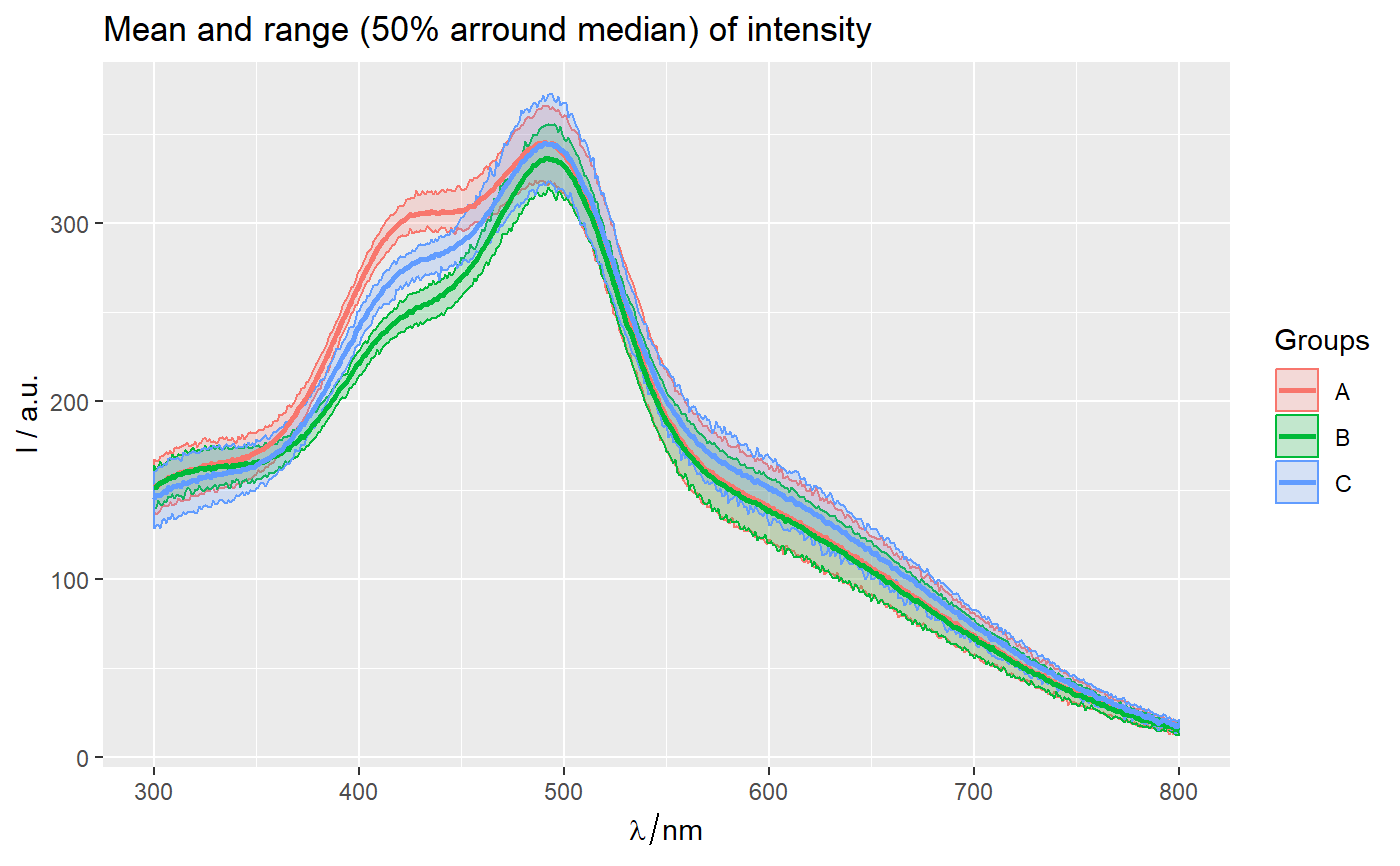 Mean and range (50% arround median) of intensity
I / a.u.
300
200
100
0
300 400 500 600 700 800
λ/nm
Groups
A
B
C